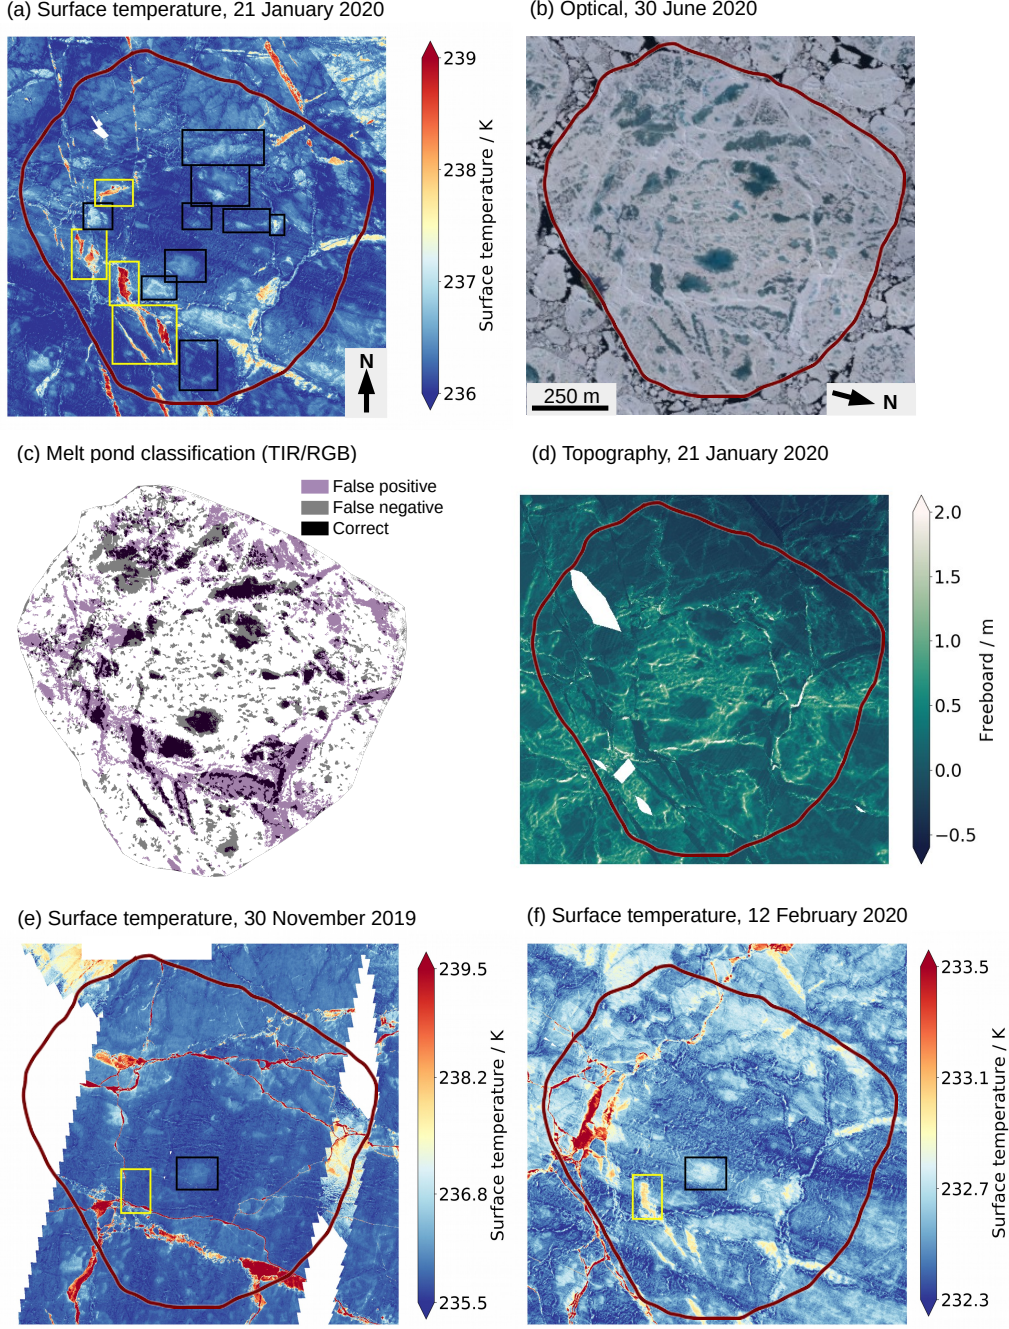 (a) Surface temperature, 21 January 2020
(b) Optical, 30 June 2020
239
238
237
236
Surface temperature / K
N
250 m
N
(c) Melt pond classification (TIR/RGB)
False positive
False negative
Correct
(d) Topography, 21 January 2020
2.0
1.5
1.0
0.5
0.0
−0.5
Freeboard / m
(e) Surface temperature, 30 November 2019
239.5
238.2
236.8
235.5
Surface temperature / K
(f) Surface temperature, 12 February 2020
233.5
233.1
232.7
232.3
Surface temperature / K